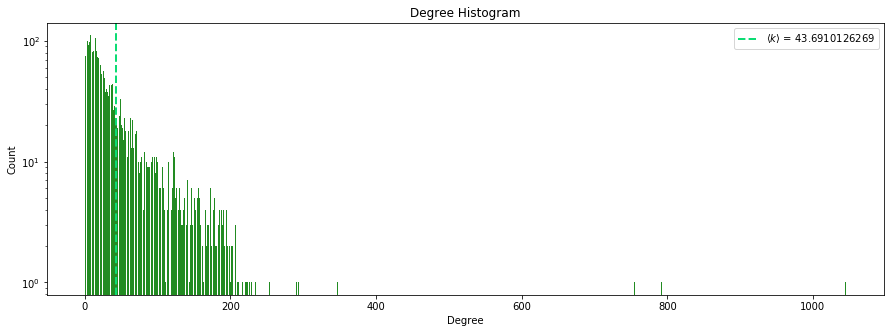 Degree Histogram
⟨k⟩ = 43.6910126269
Count
10²
10¹
10⁰
0 200 400 600 800 1000
Degree